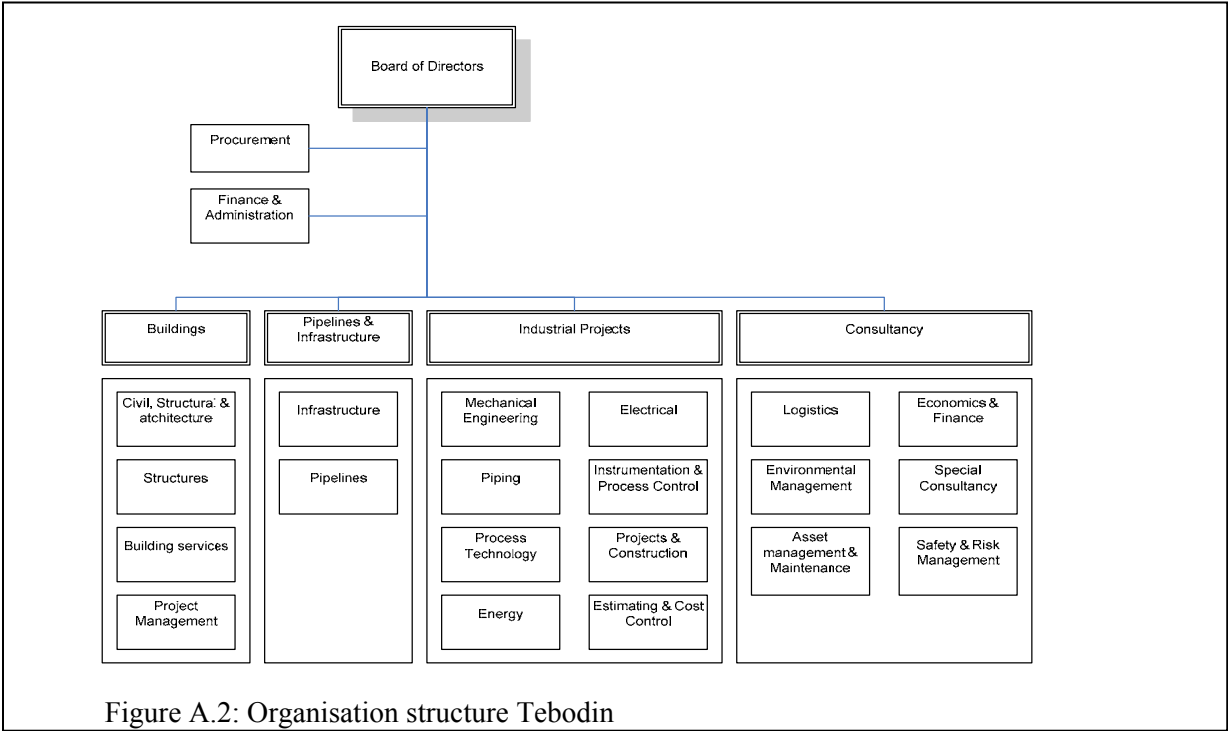 Board of Directors
Procurement
Finance &
Administration
Buildings
Pipelines &
Infrastructure
Industrial Projects
Consultancy
Civil, Structural &
atchitecture
Structures
Building services
Project
Management
Infrastructure
Pipelines
Mechanical
Engineering
Electrical
Piping
Instrumentation &
Process Control
Process
Technology
Projects &
Construction
Energy
Estimating & Cost
Control
Logistics
Economics &
Finance
Environmental
Management
Special
Consultancy
Asset
management &
Maintenance
Safety & Risk
Management
Figure A.2: Organisation structure Tebodin